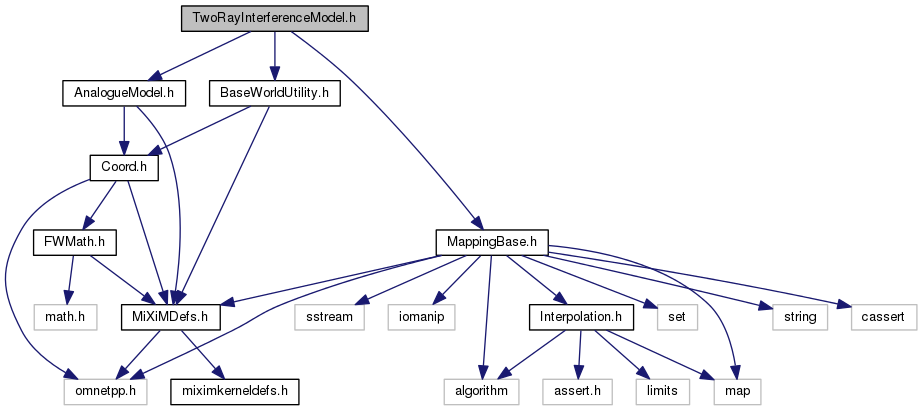 TwoRayInterferenceModel.h
AnalogueModel.h
BaseWorldUtility.h
Coord.h
FWMath.h
MappingBase.h
math.h
MiXiMDefs.h
sstream
iomanip
Interpolation.h
set
string
cassert
omnetpp.h
miximkerneldefs.h
algorithm
assert.h
limits
map